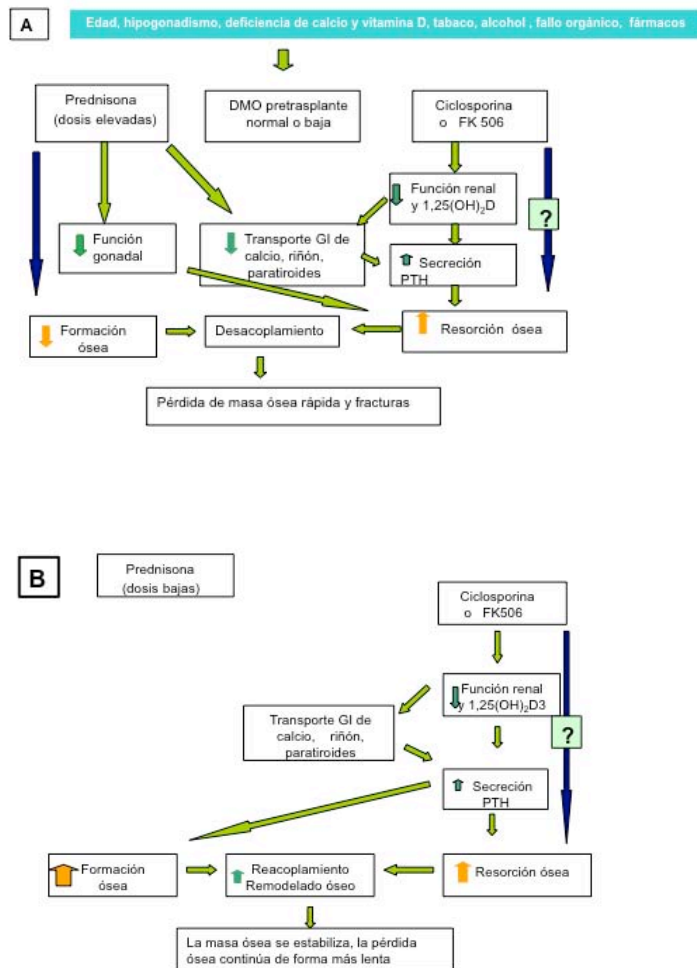 A
Edad, hipogonadismo, deficiencia de calcio y vitamina D, tabaco, alcohol , fallo orgánico, fármacos
Prednisona
(dosis elevadas)
DMO pretrasplante
normal o baja
Ciclosporina
o FK 506
Función renal
y 1,25(OH)₂D
?
Función
gonadal
Transporte GI de
calcio, riñón,
paratiroides
Secreción
PTH
Formación
ósea
Desacoplamiento
Resorción ósea
Pérdida de masa ósea rápida y fracturas
B
Prednisona
(dosis bajas)
Ciclosporina
o FK506
Función renal
y 1,25(OH)₂D3
?
Transporte GI de
calcio, riñón,
paratiroides
Secreción
PTH
Formación
ósea
Reacoplamiento
Remodelado óseo
Resorción ósea
La masa ósea se estabiliza, la pérdida
ósea continúa de forma más lenta